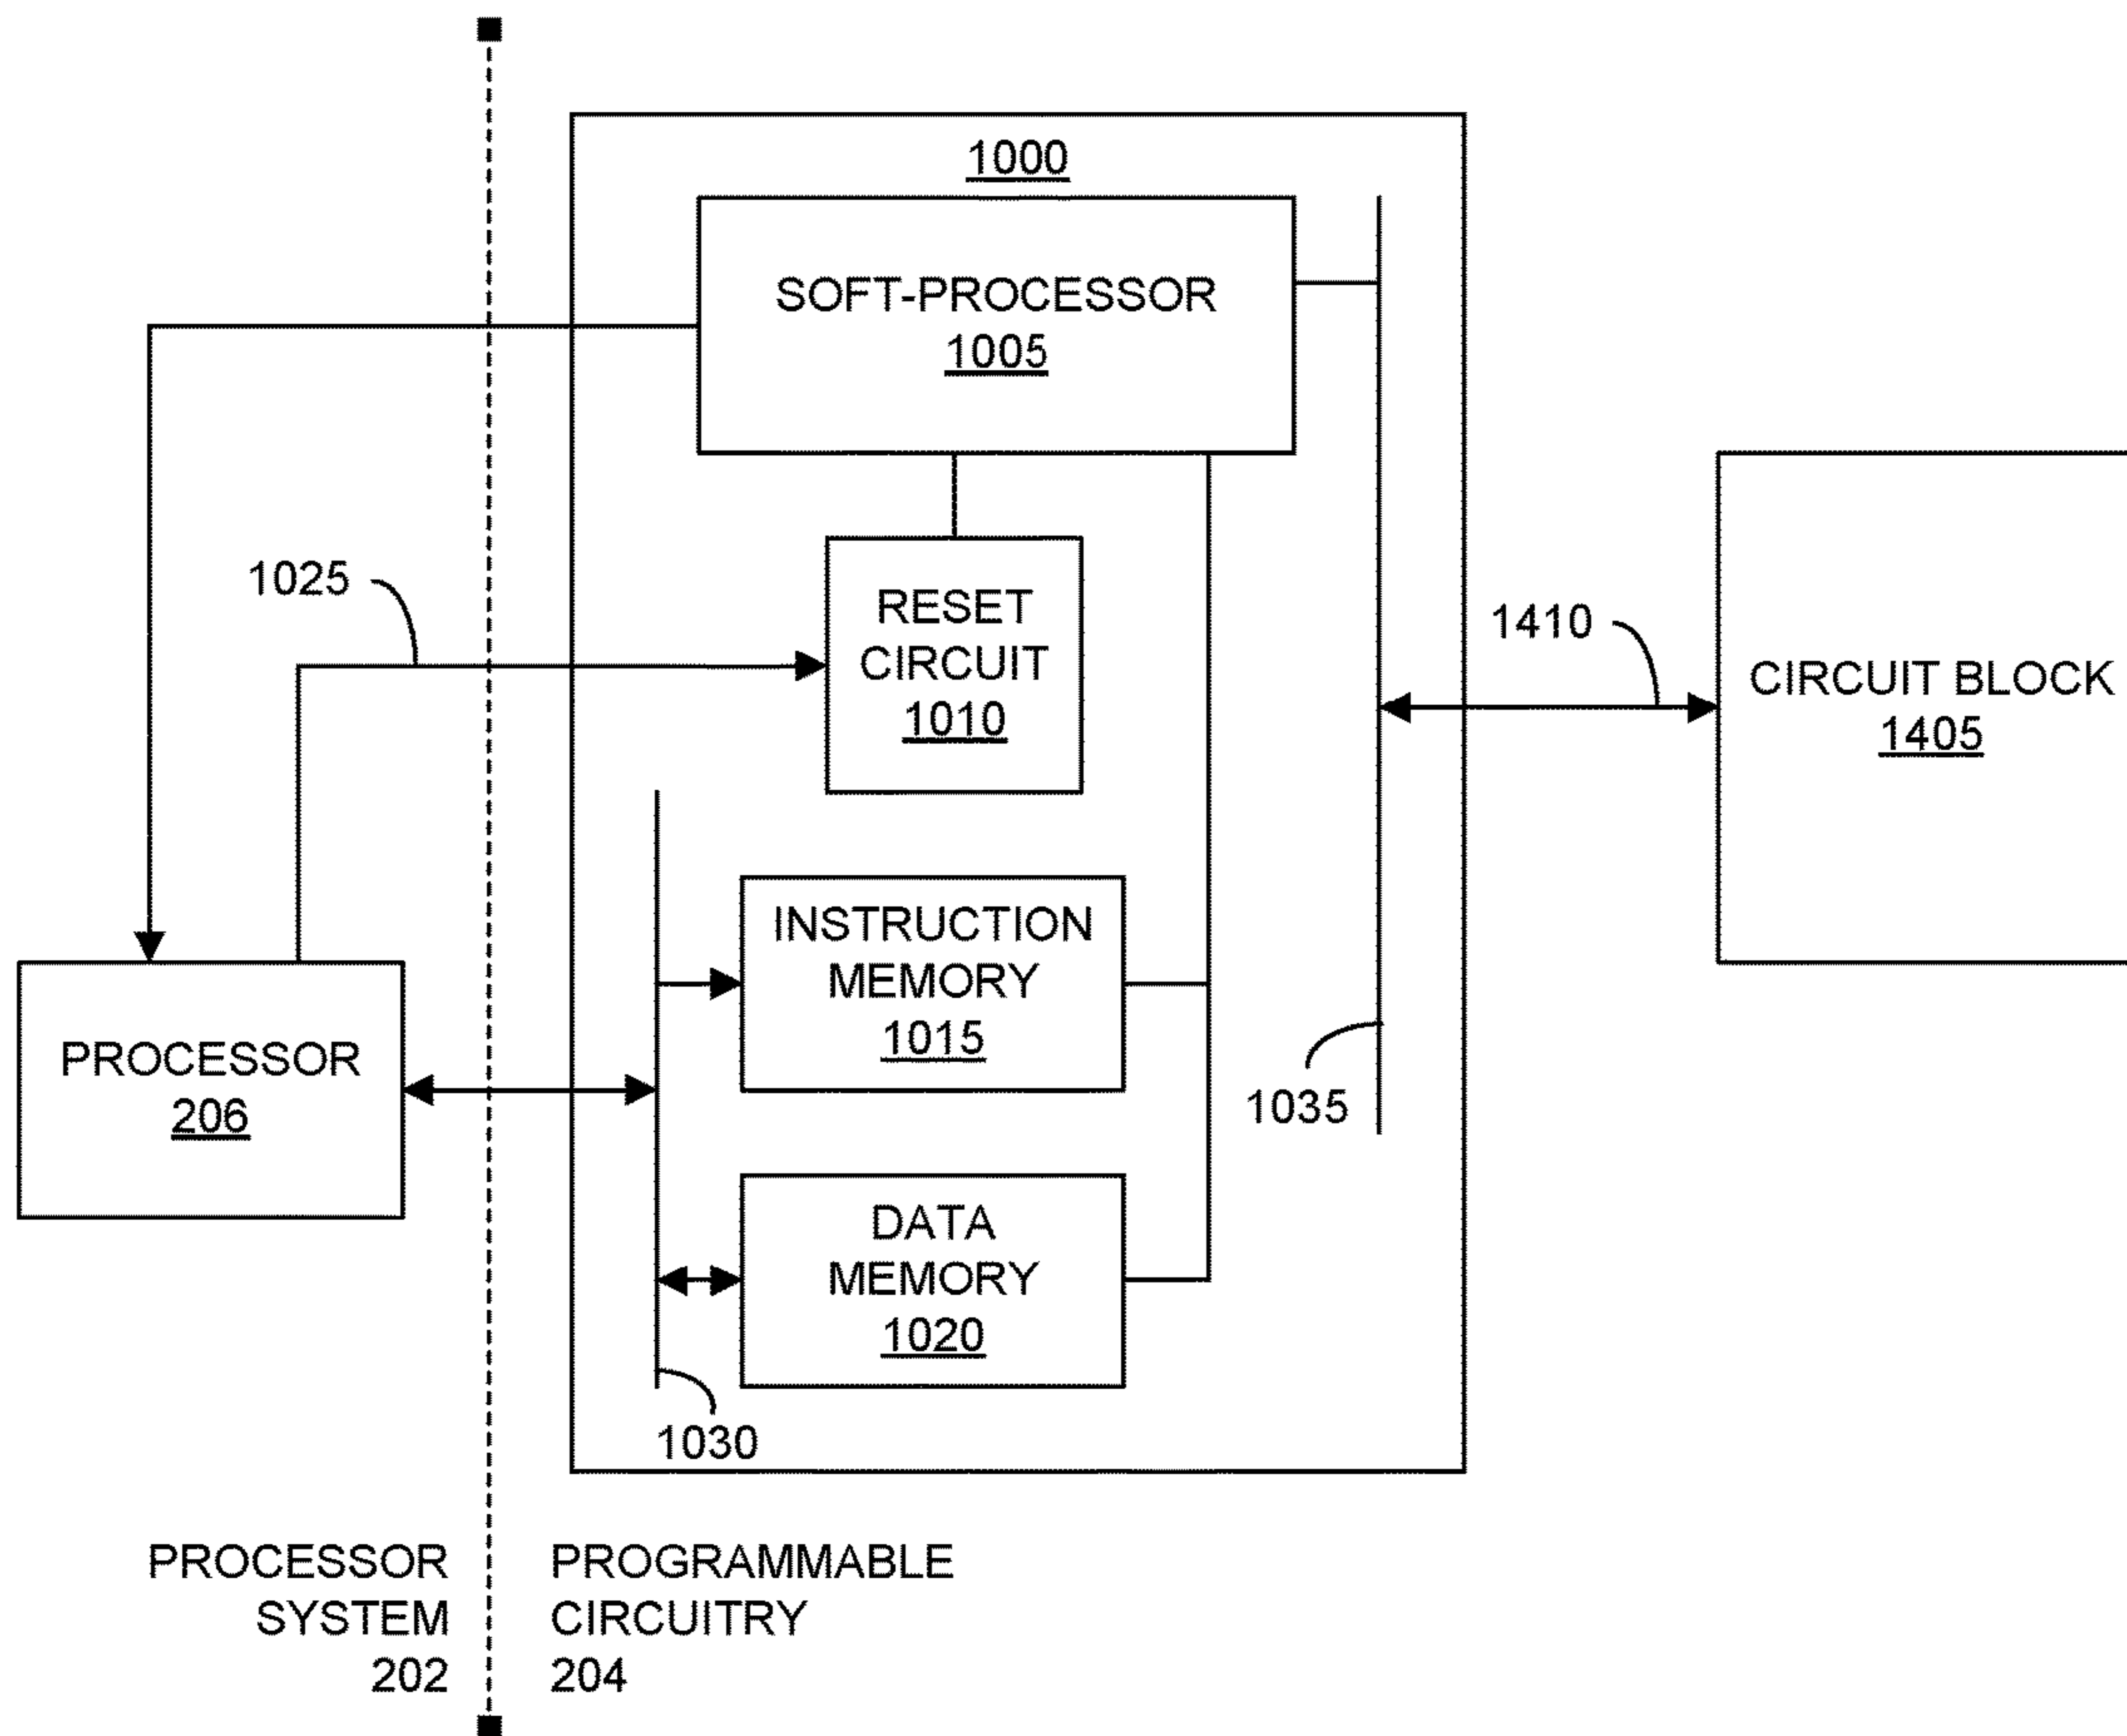 1000
SOFT-PROCESSOR
1005
1025
RESET
CIRCUIT
1010
1410
CIRCUIT BLOCK
1405
INSTRUCTION
MEMORY
1015
PROCESSOR
206
1035
DATA
MEMORY
1020
1030
PROCESSOR
SYSTEM
202
PROGRAMMABLE
CIRCUITRY
204